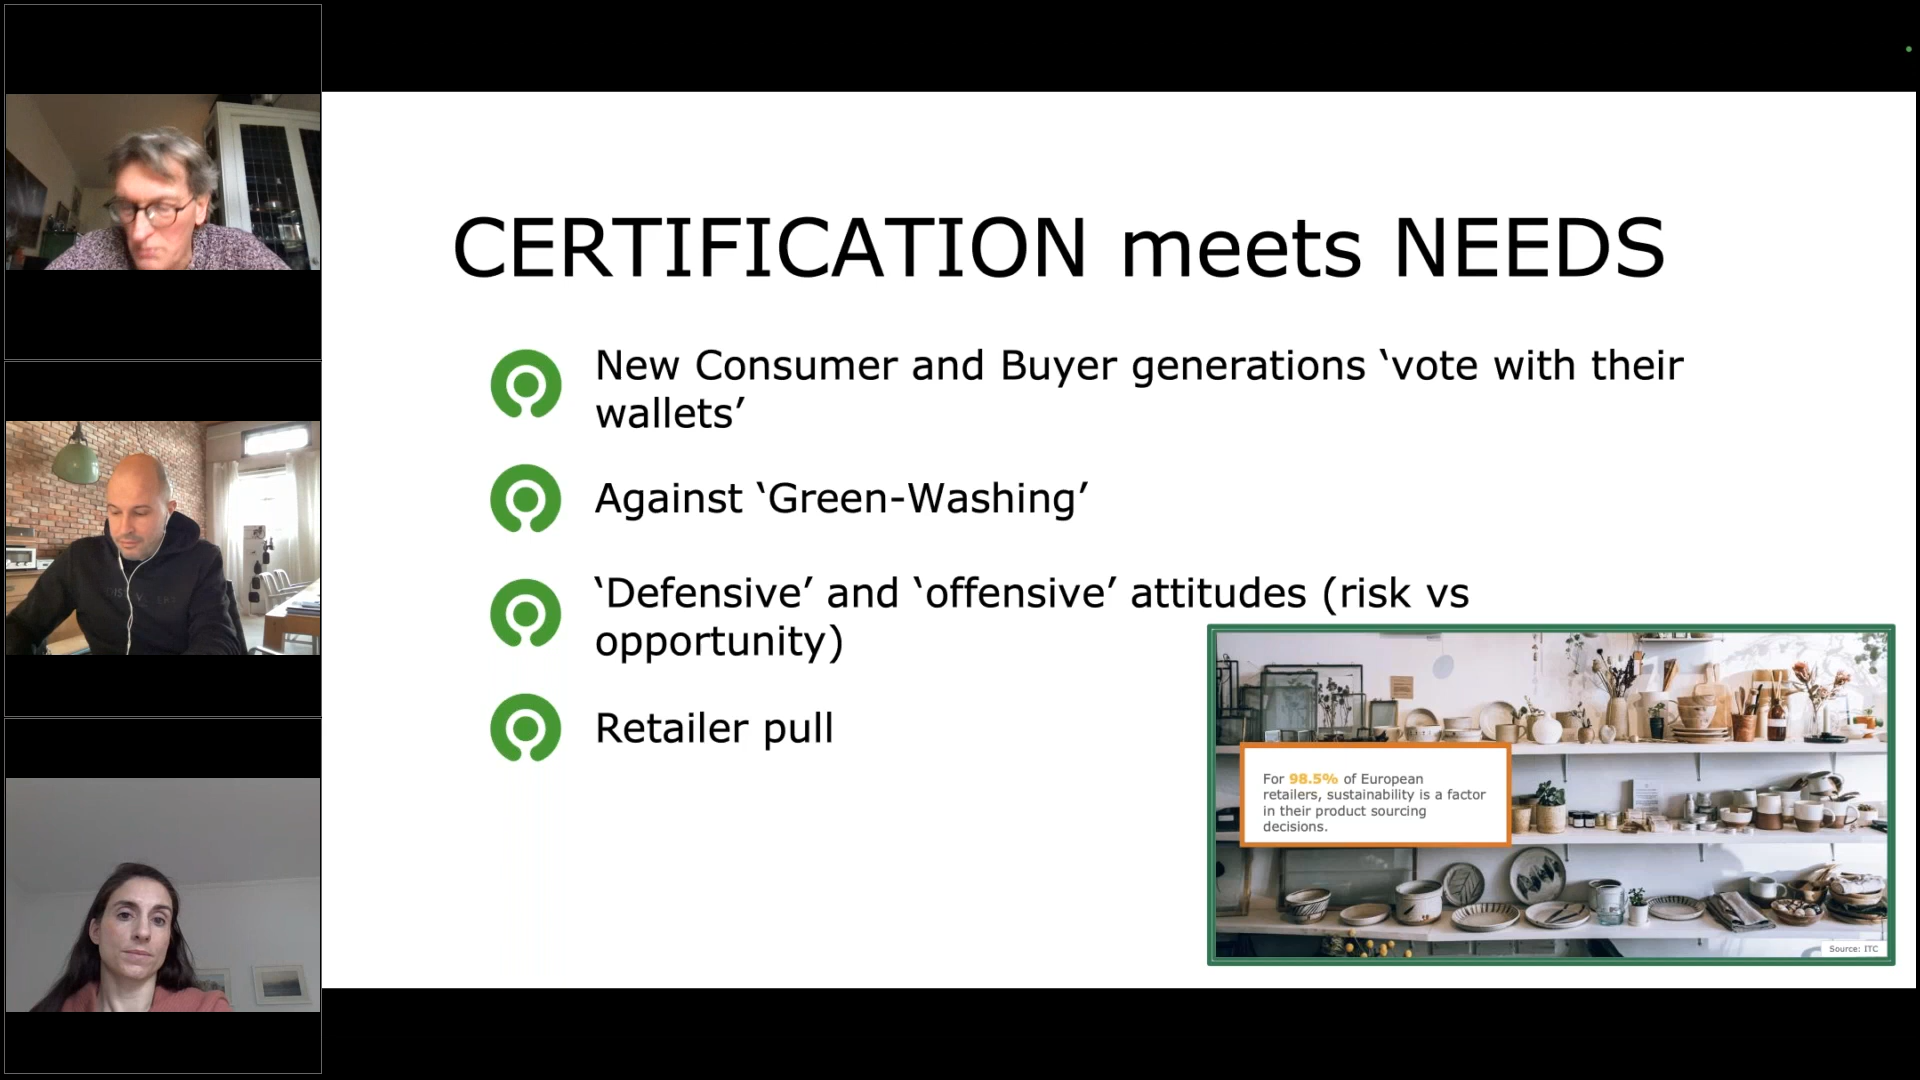 CERTIFICATION meets NEEDS
New Consumer and Buyer generations ‘vote with their
wallets’
Against ‘Green-Washing’
‘Defensive’ and ‘offensive’ attitudes (risk vs
opportunity)
Retailer pull
For 98.5% of European
retailers, sustainability is a factor
in their product sourcing
decisions.
Source: ITC